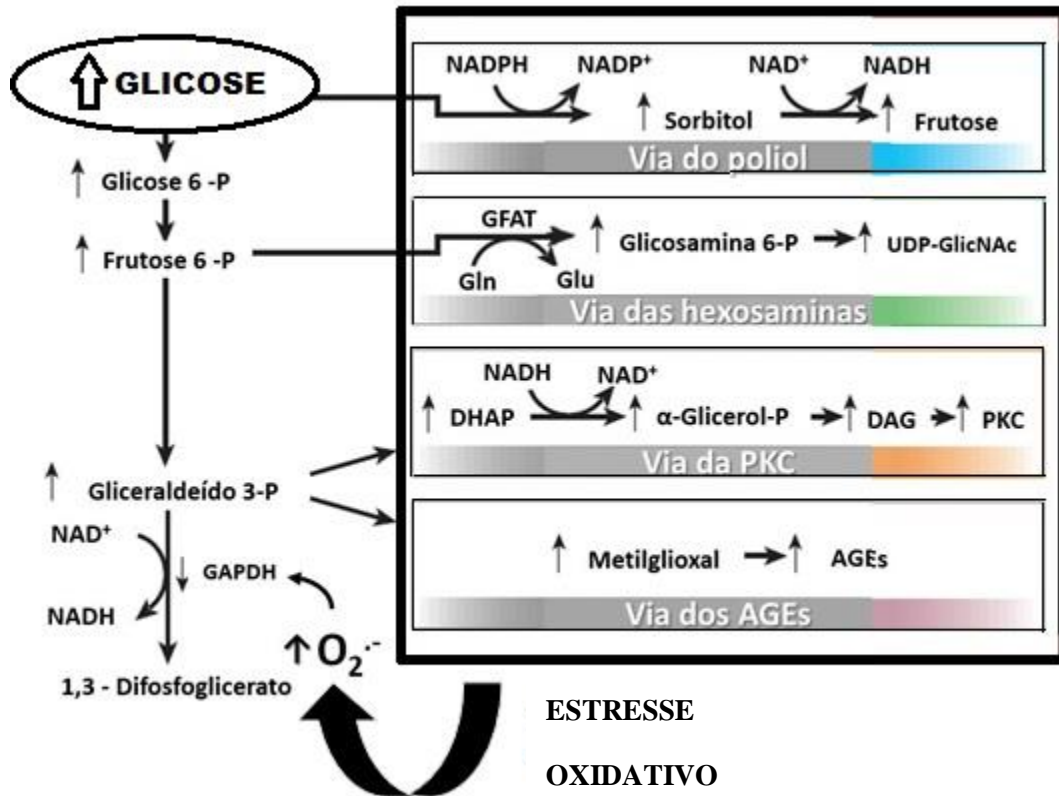 GLICOSE
Glicose 6 -P
Frutose 6 -P
Gliceraldeído 3-P
NAD⁺
GAPDH
NADH
O₂·⁻
1,3 - Difosfoglicerato
NADPH NADP⁺ NAD⁺ NADH
Sorbitol Frutose
Via do poliol
GFAT
Glicosamina 6-P UDP-GlicNAc
Gln Glu
Via das hexosaminas
NADH NAD⁺
DHAP α-Glicerol-P DAG PKC
Via da PKC
Metilglioxal AGEs
Via dos AGEs
ESTRESSE
OXIDATIVO